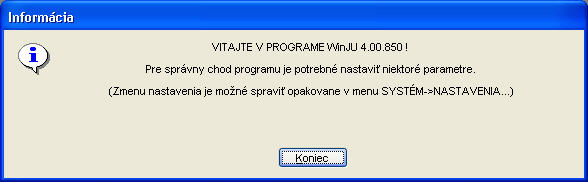 Informácia
VITAJTE V PROGRAME WinJU 4.00.850 !
Pre správny chod programu je potrebné nastaviť niektoré parametre.
(Zmenu nastavenia je možné spraviť opakovane v menu SYSTÉM->NASTAVENIA...)
Koniec